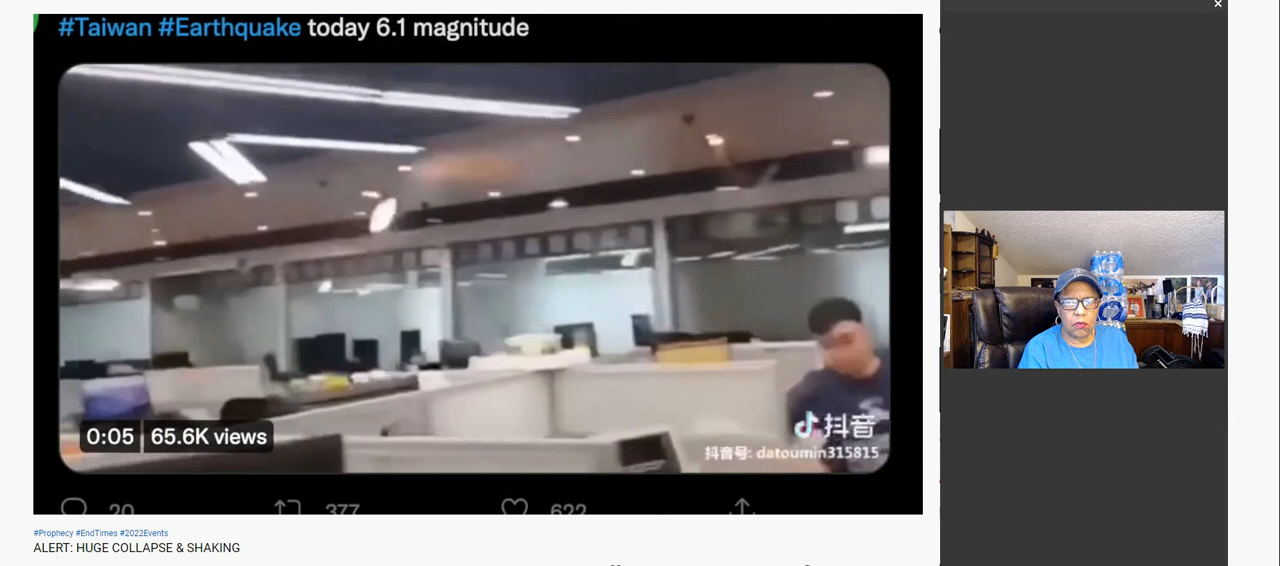 #Taiwan #Earthquake today 6.1 magnitude
0:05 65.6K views
抖音
抖音号: datoumin315815
20 377 622
#Prophecy #EndTimes #2022Events
ALERT: HUGE COLLAPSE & SHAKING